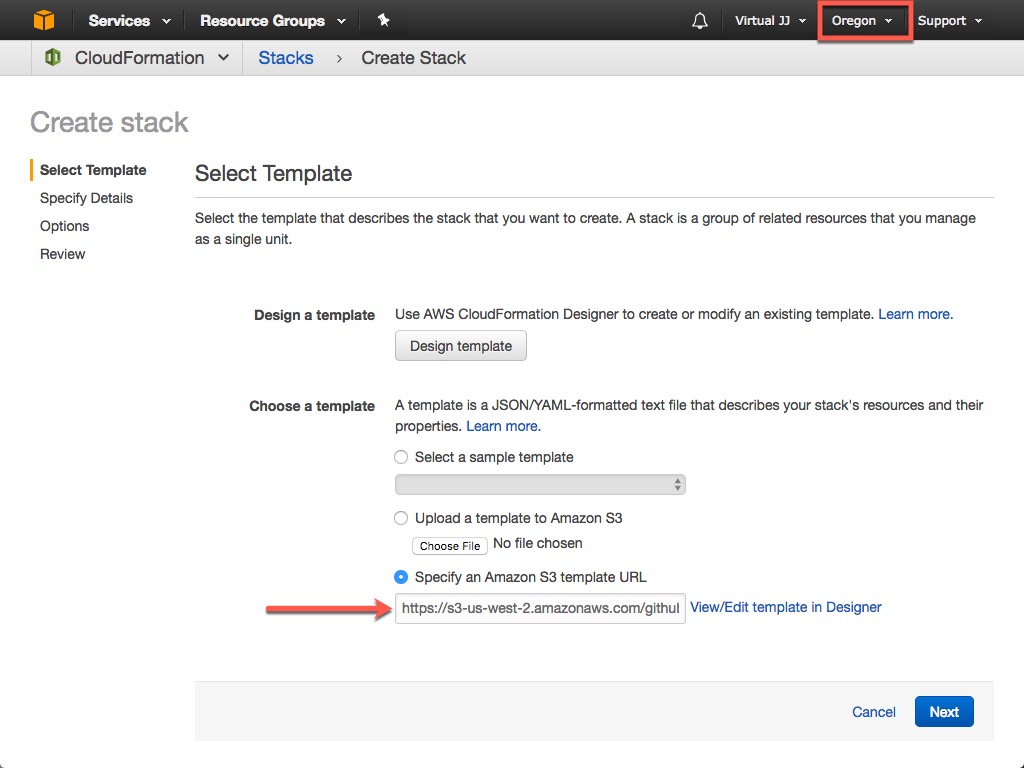 Services Resource Groups Virtual JJ Oregon Support
CloudFormation Stacks > Create Stack
Create stack
Select Template
Specify Details
Options
Review
Select Template
Select the template that describes the stack that you want to create. A stack is a group of related resources that you manage
as a single unit.
Design a template
Use AWS CloudFormation Designer to create or modify an existing template. Learn more.
Design template
Choose a template
A template is a JSON/YAML-formatted text file that describes your stack's resources and their
properties. Learn more.
Select a sample template
Upload a template to Amazon S3
Choose File No file chosen
Specify an Amazon S3 template URL
https://s3-us-west-2.amazonaws.com/githul View/Edit template in Designer
Cancel Next